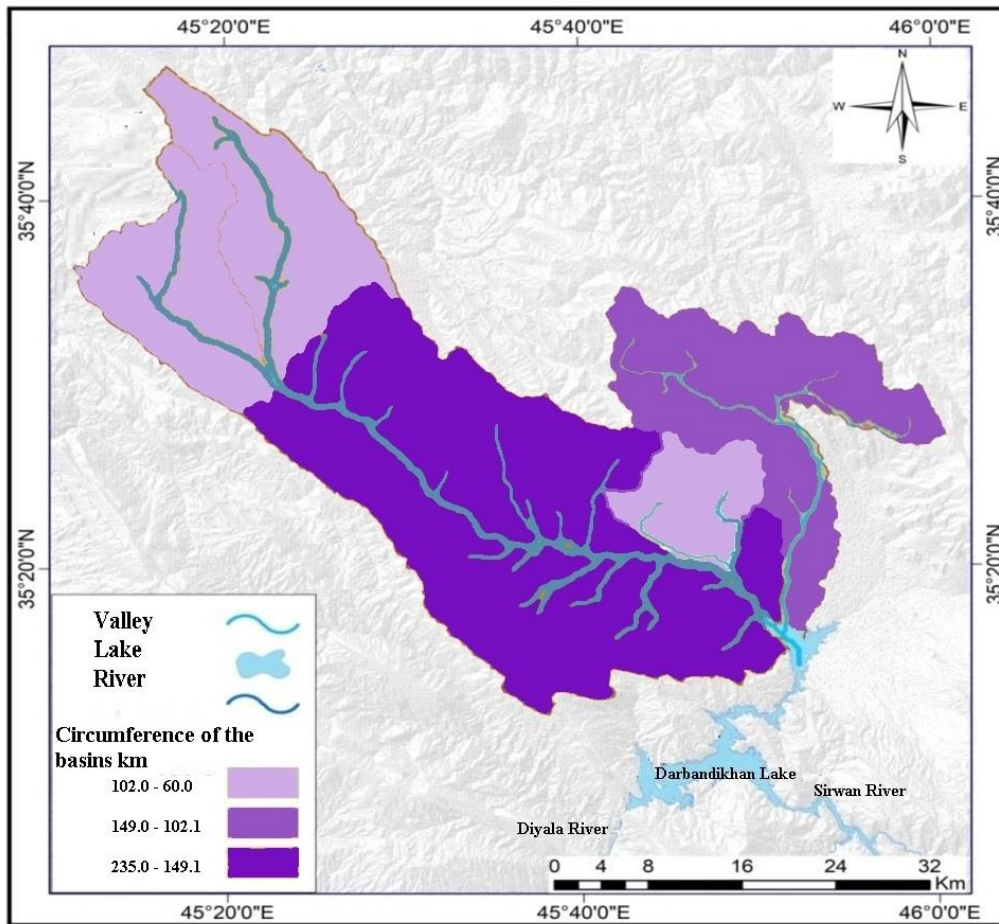 45°20'0"E
45°40'0"E
46°0'0"E
N
W
E
S
35°40'0"N
35°40'0"N
35°20'0"N
35°20'0"N
Valley
Lake
River
Circumference of the
basins km
102.0 - 60.0
149.0 - 102.1
235.0 - 149.1
Darbandikhan Lake
Sirwan River
Diyala River
0 4 8 16 24 32
Km
45°20'0"E
45°40'0"E
46°0'0"E